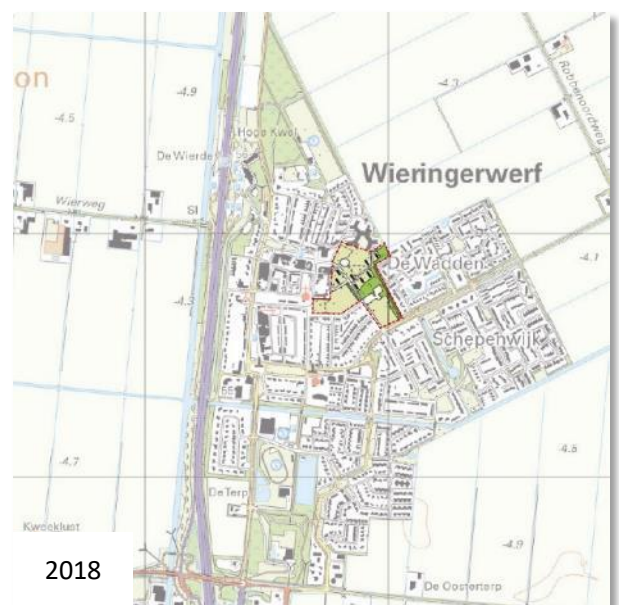 on
-4.9
-4.3
Robbenoordweg
-4.5
Hoge Kwel
De Wierde
Wieringerwerf
Wierweg
Sl
De Wadden
-4.1
-4.3
Schepenwijk
-4.7
-4.8
De Terp
Kweeklust
-4.9
2018
De Oosterterp